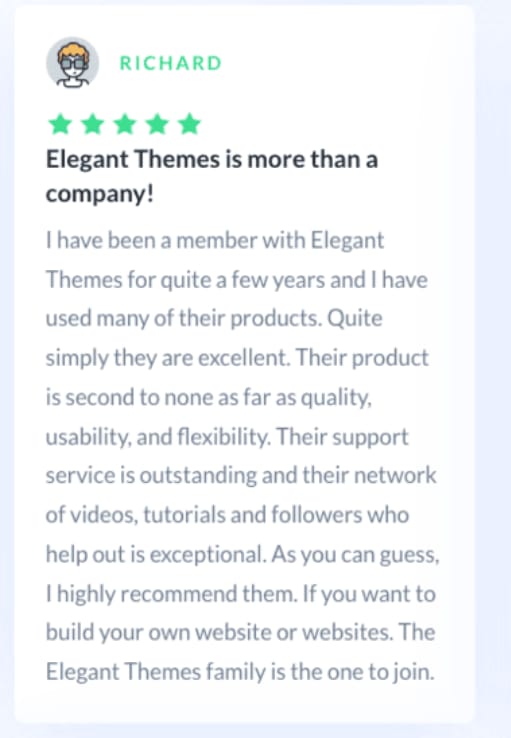 RICHARD
Elegant Themes is more than a
company!
I have been a member with Elegant
Themes for quite a few years and I have
used many of their products. Quite
simply they are excellent. Their product
is second to none as far as quality,
usability, and flexibility. Their support
service is outstanding and their network
of videos, tutorials and followers who
help out is exceptional. As you can guess,
I highly recommend them. If you want to
build your own website or websites. The
Elegant Themes family is the one to join.